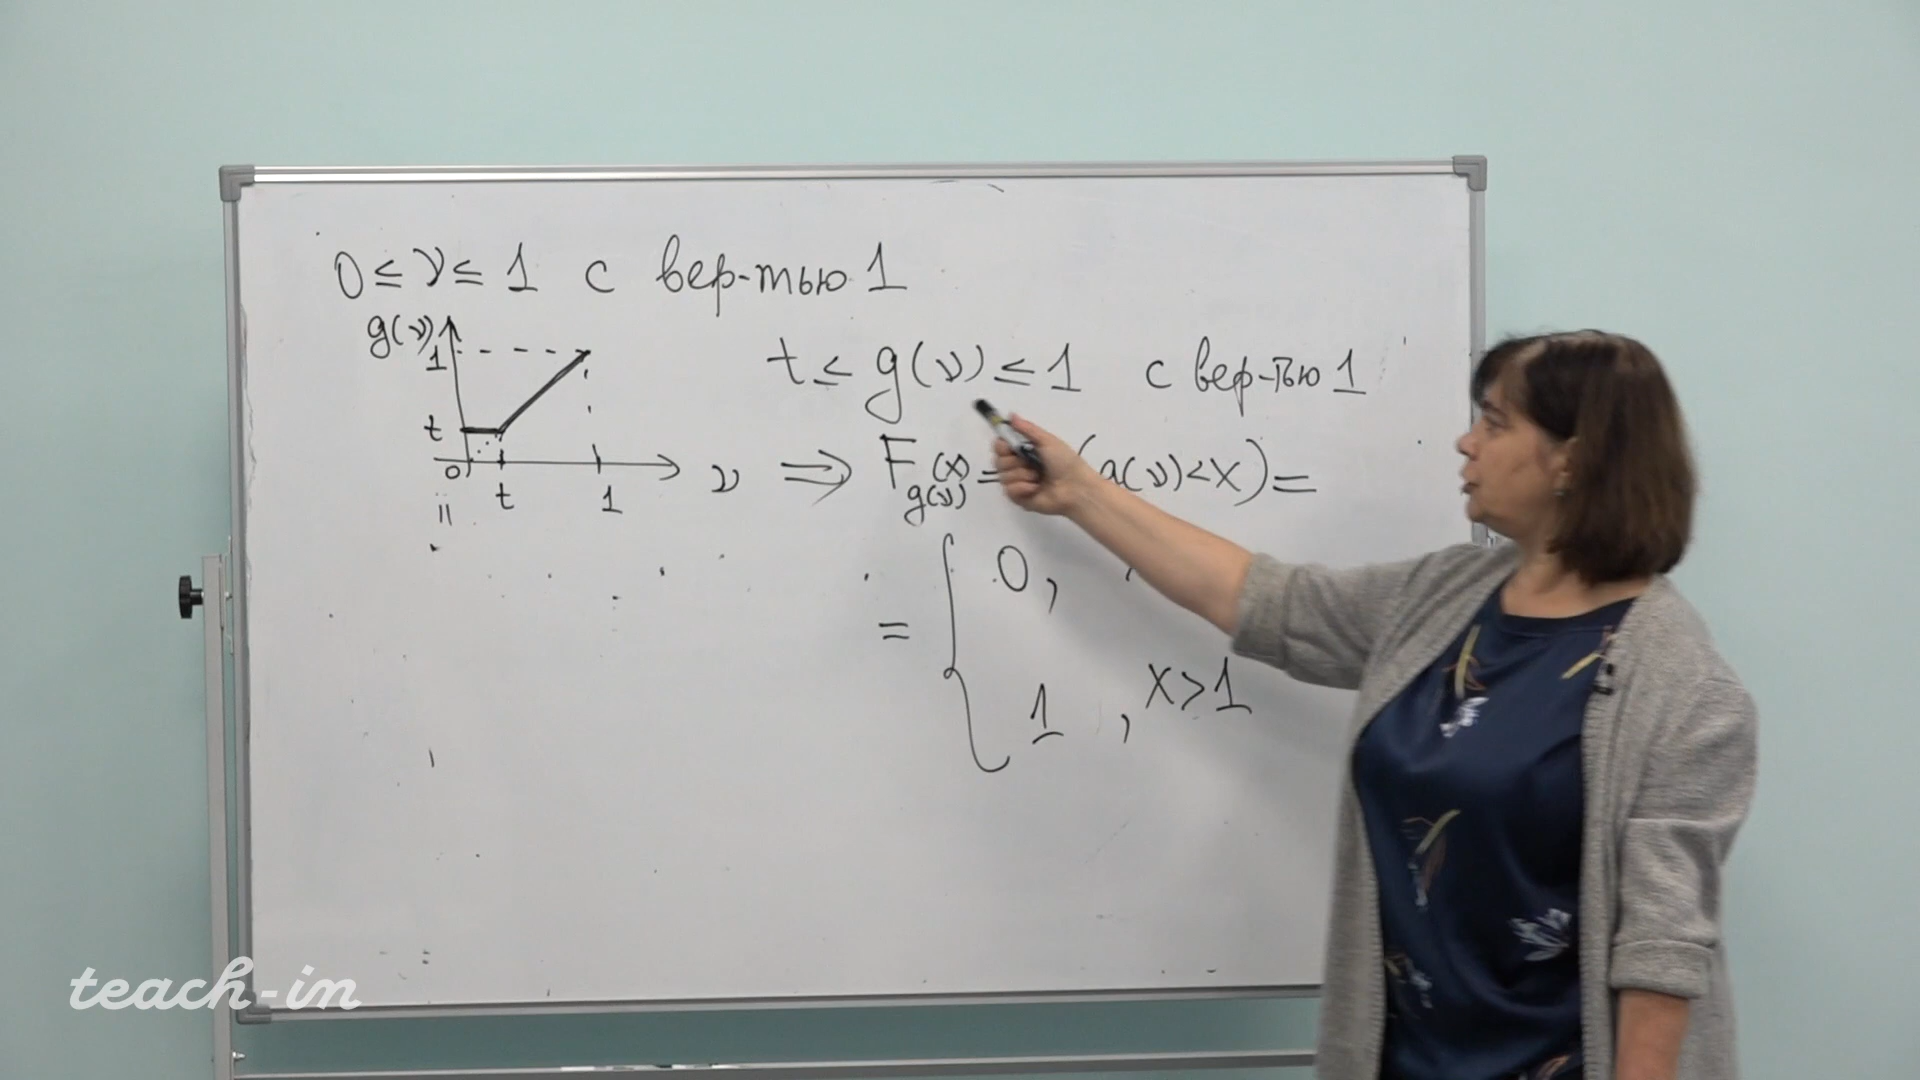 0 ≤ ν ≤ 1 с вер-тью 1
g(ν)
1
t ≤ g(ν) ≤ 1 с вер-тью 1
t
0 t 1 ν
⇒ F_{g(ν)}(x) = (g(ν) < x) =
= { 0,
1, x > 1
teach-in